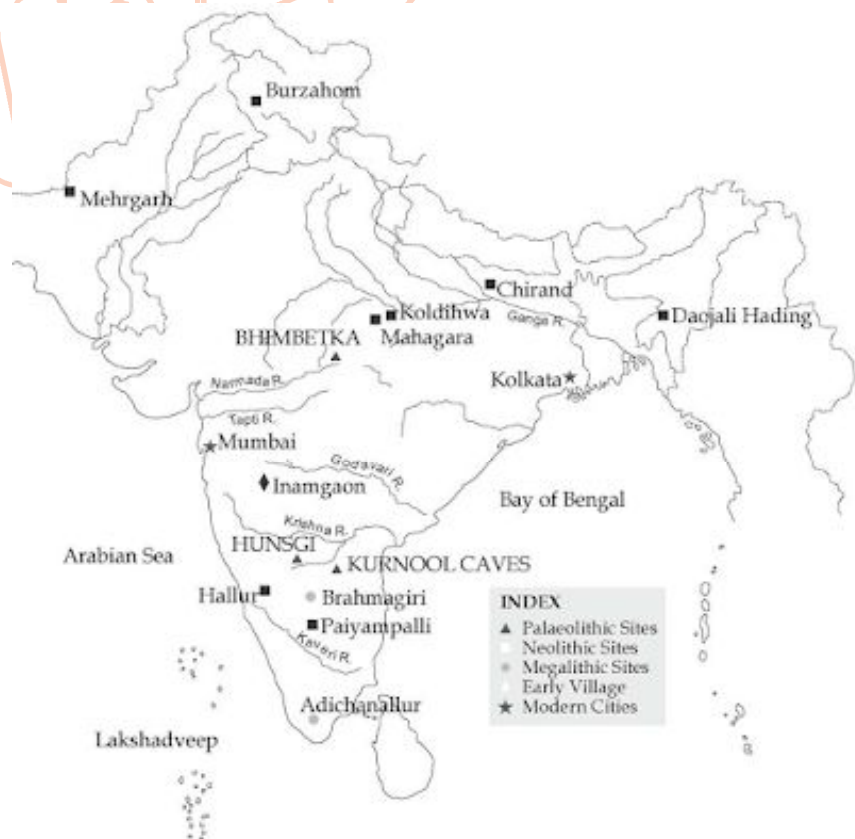 Burzahom
Mehrgarh
Chirand
Koldihwa
Mahagara
Ganga R.
Daojali Hading
BHIMBETKA
Kolkata
Narmada R.
Tapti R.
Mumbai
Godavari R.
Inamgaon
Bay of Bengal
Krishna R.
HUNSGI
Arabian Sea
KURNOOL CAVES
Hallur
Brahmagiri
Paiyampalli
Kaveri R.
Adichanallur
Lakshadveep
INDEX
Palaeolithic Sites
Neolithic Sites
Megalithic Sites
Early Village
Modern Cities